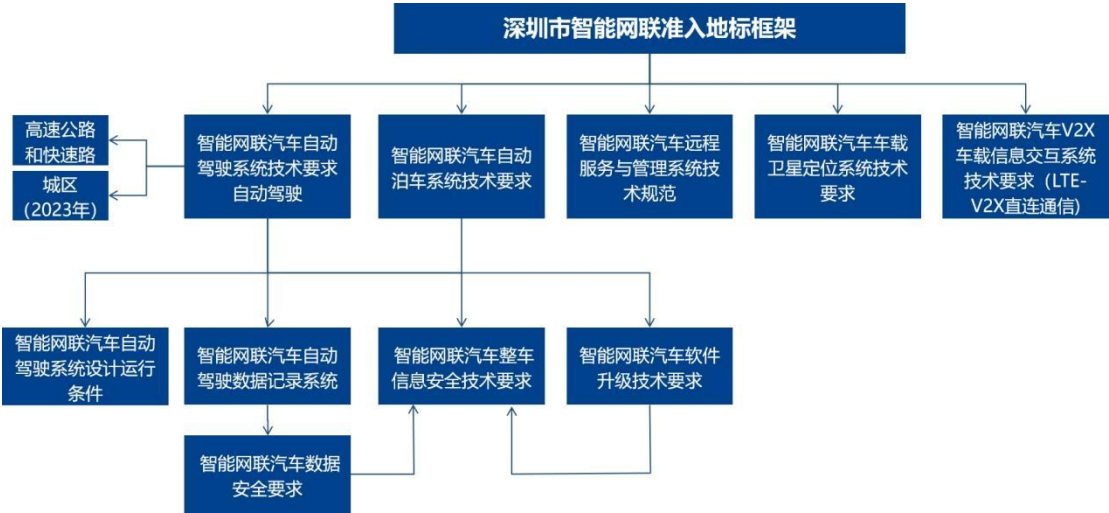 深圳市智能网联准入地标框架
高速公路
和快速路
城区
(2023年)
智能网联汽车自动
驾驶系统技术要求
自动驾驶
智能网联汽车自动
泊车系统技术要求
智能网联汽车远程
服务与管理系统技
术规范
智能网联汽车车载
卫星定位系统技术
要求
智能网联汽车V2X
车载信息交互系统
技术要求（LTE-
V2X直连通信)
智能网联汽车自动
驾驶系统设计运行
条件
智能网联汽车自动
驾驶数据记录系统
智能网联汽车整车
信息安全技术要求
智能网联汽车软件
升级技术要求
智能网联汽车数据
安全要求